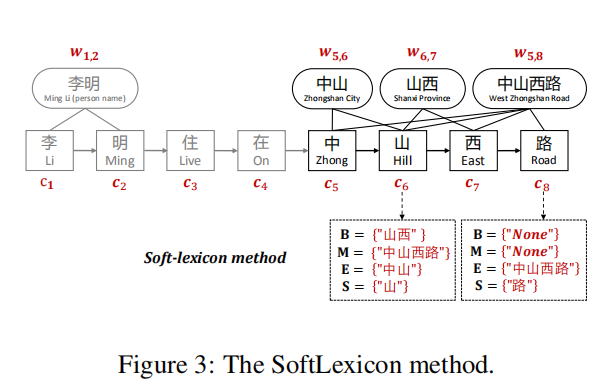 w1,2 w5,6 w6,7 w5,8
李明 中山 山西 中山西路
Ming Li (person name) Zhongshan City Shanxi Province West Zhongshan Road
李 明 住 在 中 山 西 路
Li Ming Live On Zhong Hill East Road
c1 c2 c3 c4 c5 c6 c7 c8
Soft-lexicon method
B = {"山西" }
M = {"中山西路"}
E = {"中山"}
S = {"山"}
B = {"None"}
M = {"None"}
E = {"中山西路"}
S = {"路"}
Figure 3: The SoftLexicon method.